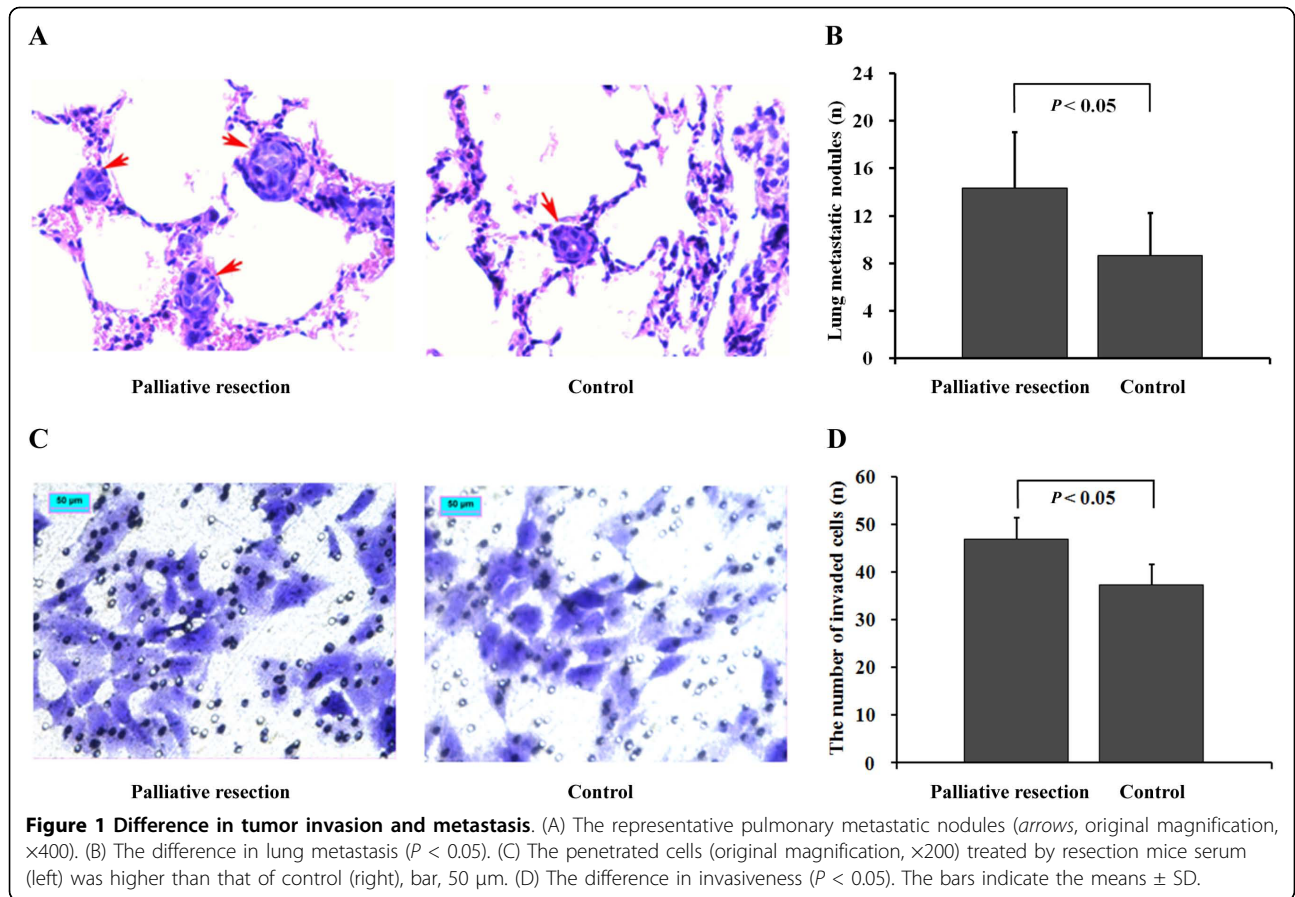 A
B
Lung metastatic nodules (n)
24
20
16
12
8
4
0
P < 0.05
Palliative resection
Control
Palliative resection
Control
C
D
50 µm
50 µm
The number of invaded cells (n)
60
50
40
30
20
10
0
P < 0.05
Palliative resection
Control
Palliative resection
Control
Figure 1 Difference in tumor invasion and metastasis. (A) The representative pulmonary metastatic nodules (arrows, original magnification,
×400). (B) The difference in lung metastasis (P < 0.05). (C) The penetrated cells (original magnification, ×200) treated by resection mice serum
(left) was higher than that of control (right), bar, 50 μm. (D) The difference in invasiveness (P < 0.05). The bars indicate the means ± SD.